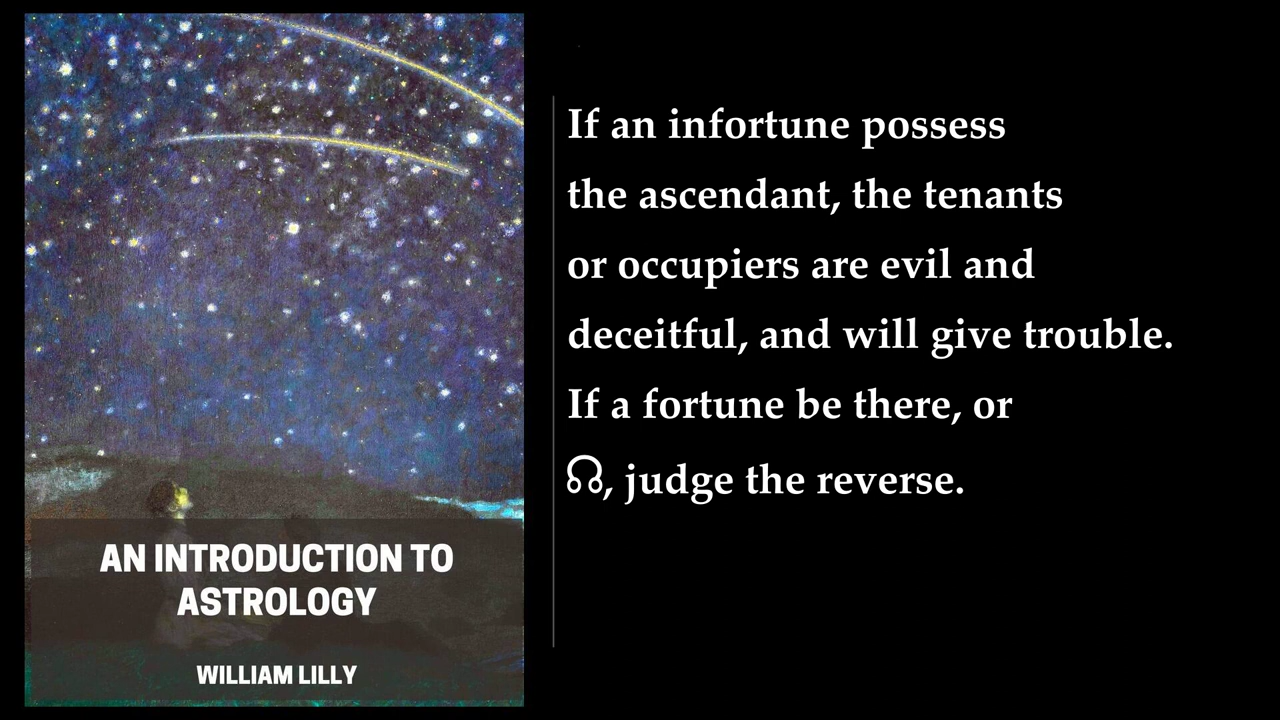 AN INTRODUCTION TO
ASTROLOGY
WILLIAM LILLY
If an infortune possess
the ascendant, the tenants
or occupiers are evil and
deceitful, and will give trouble.
If a fortune be there, or
☊, judge the reverse.